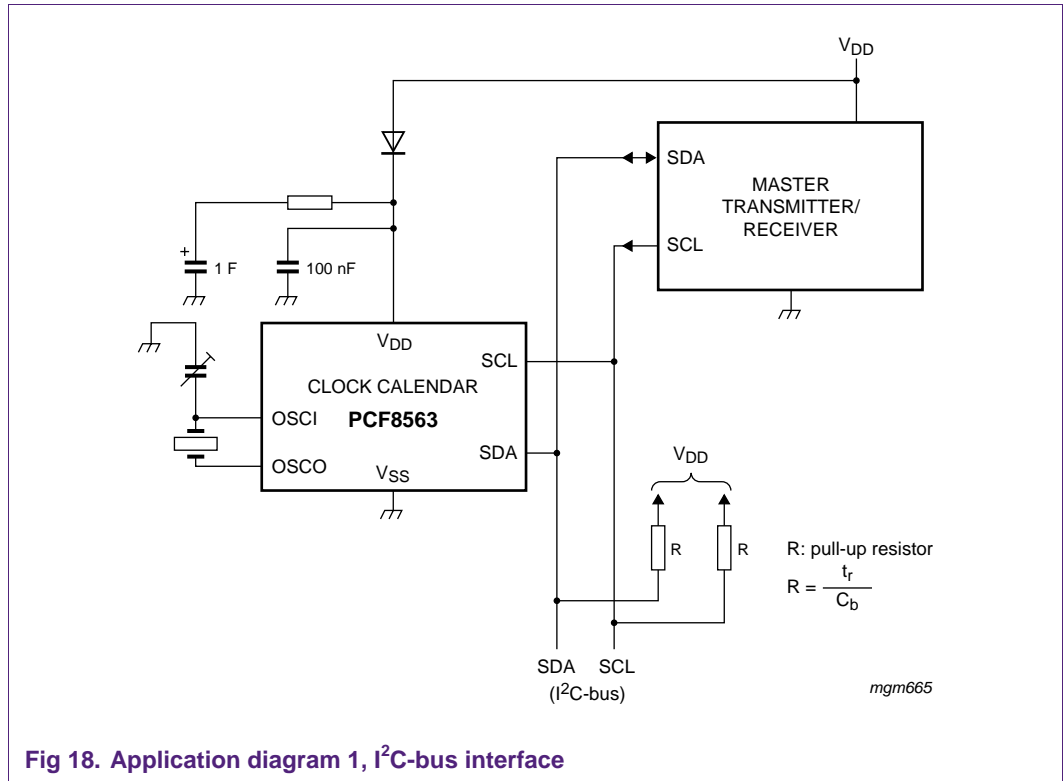 VDD
SDA
MASTER
TRANSMITTER/
RECEIVER
SCL
+
1 F
100 nF
VDD
SCL
CLOCK CALENDAR
PCF8563
OSCI
SDA
OSCO
VSS
VDD
R
R
R: pull-up resistor
R = tr / Cb
SDA SCL
(I²C-bus)
mgm665
Fig 18. Application diagram 1, I²C-bus interface